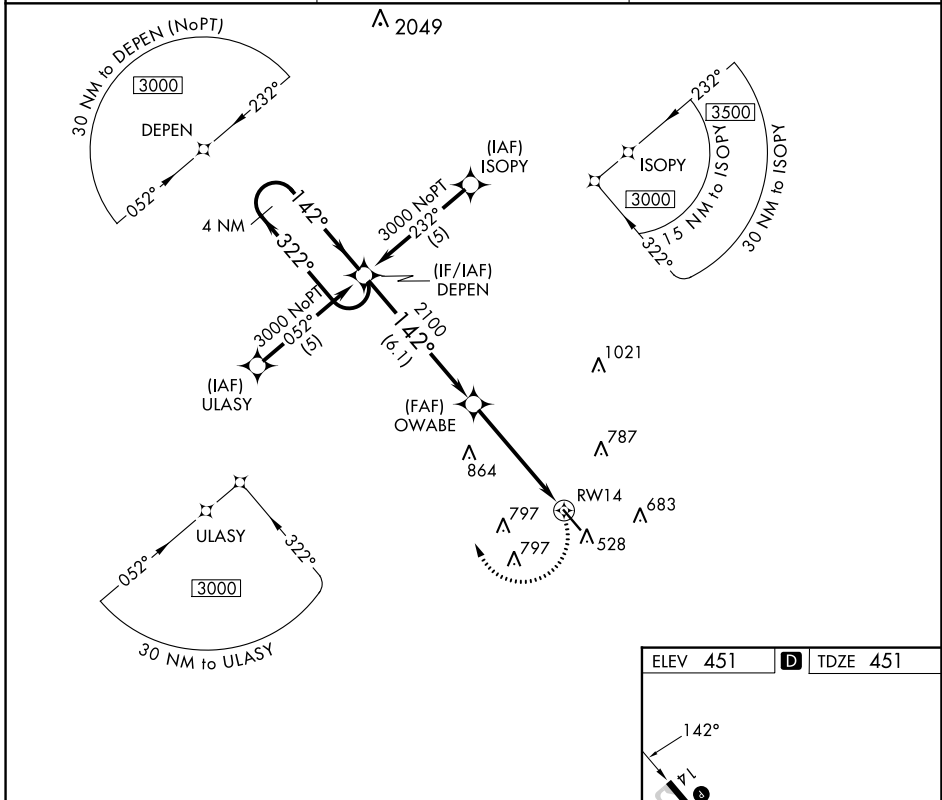 2049
30 NM to DEPEN (NoPT)
3000
232°
DEPEN
052°
(IAF)
ISOPY
3000 NoPT
232°
(5)
232°
3500
ISOPY
3000
15 NM to ISOPY
30 NM to ISOPY
322°
4 NM
142°
322°
(IF/IAF)
DEPEN
3000 NoPT
052°
(5)
2100
142°
(6.1)
(IAF)
ULASY
1021
(FAF)
OWABE
787
864
RW14
683
797
528
797
ULASY
052°
322°
3000
30 NM to ULASY
ELEV 451 D TDZE 451
142°
14
P